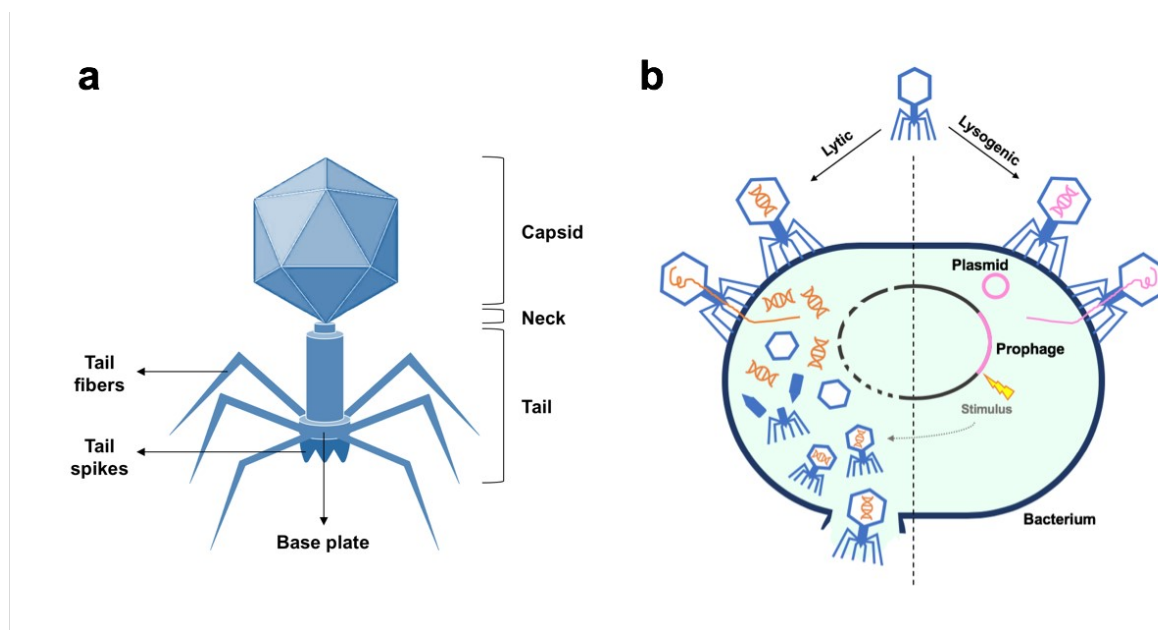 a
Capsid
Neck
Tail
fibers
Tail
Tail
spikes
Base plate
b
Lytic
Lysogenic
Plasmid
Prophage
Stimulus
Bacterium